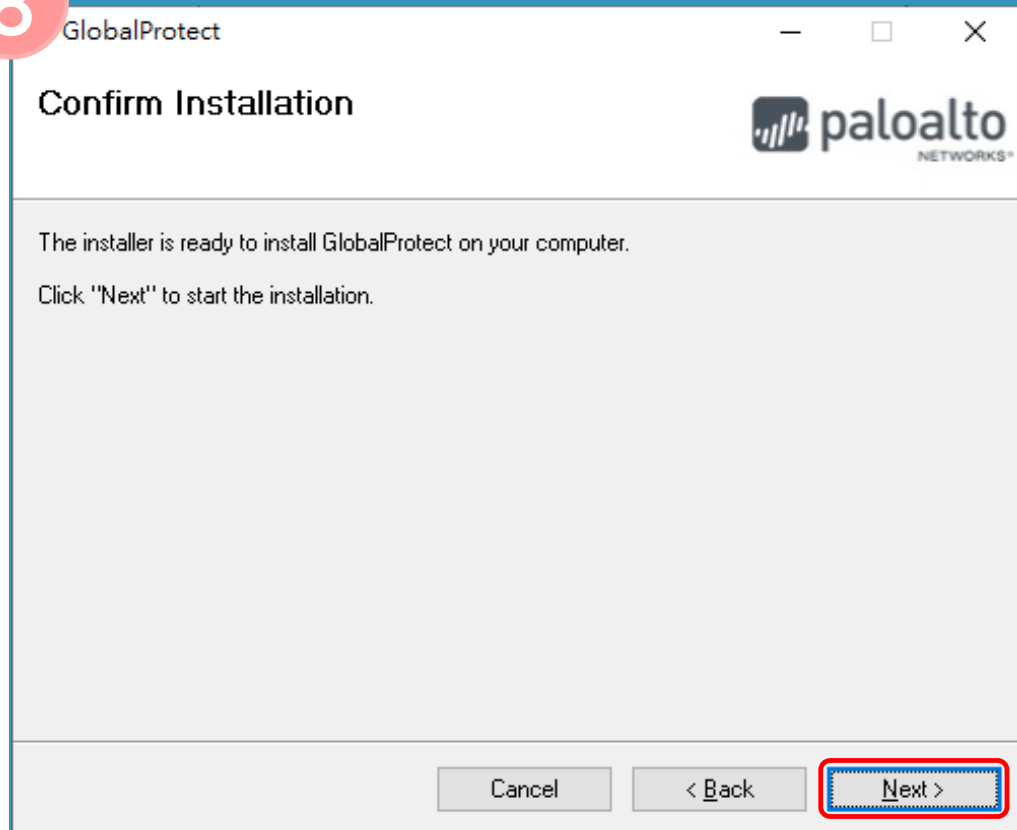 GlobalProtect
Confirm Installation
paloalto
NETWORKS®
The installer is ready to install GlobalProtect on your computer.
Click "Next" to start the installation.
Cancel
< Back
Next >